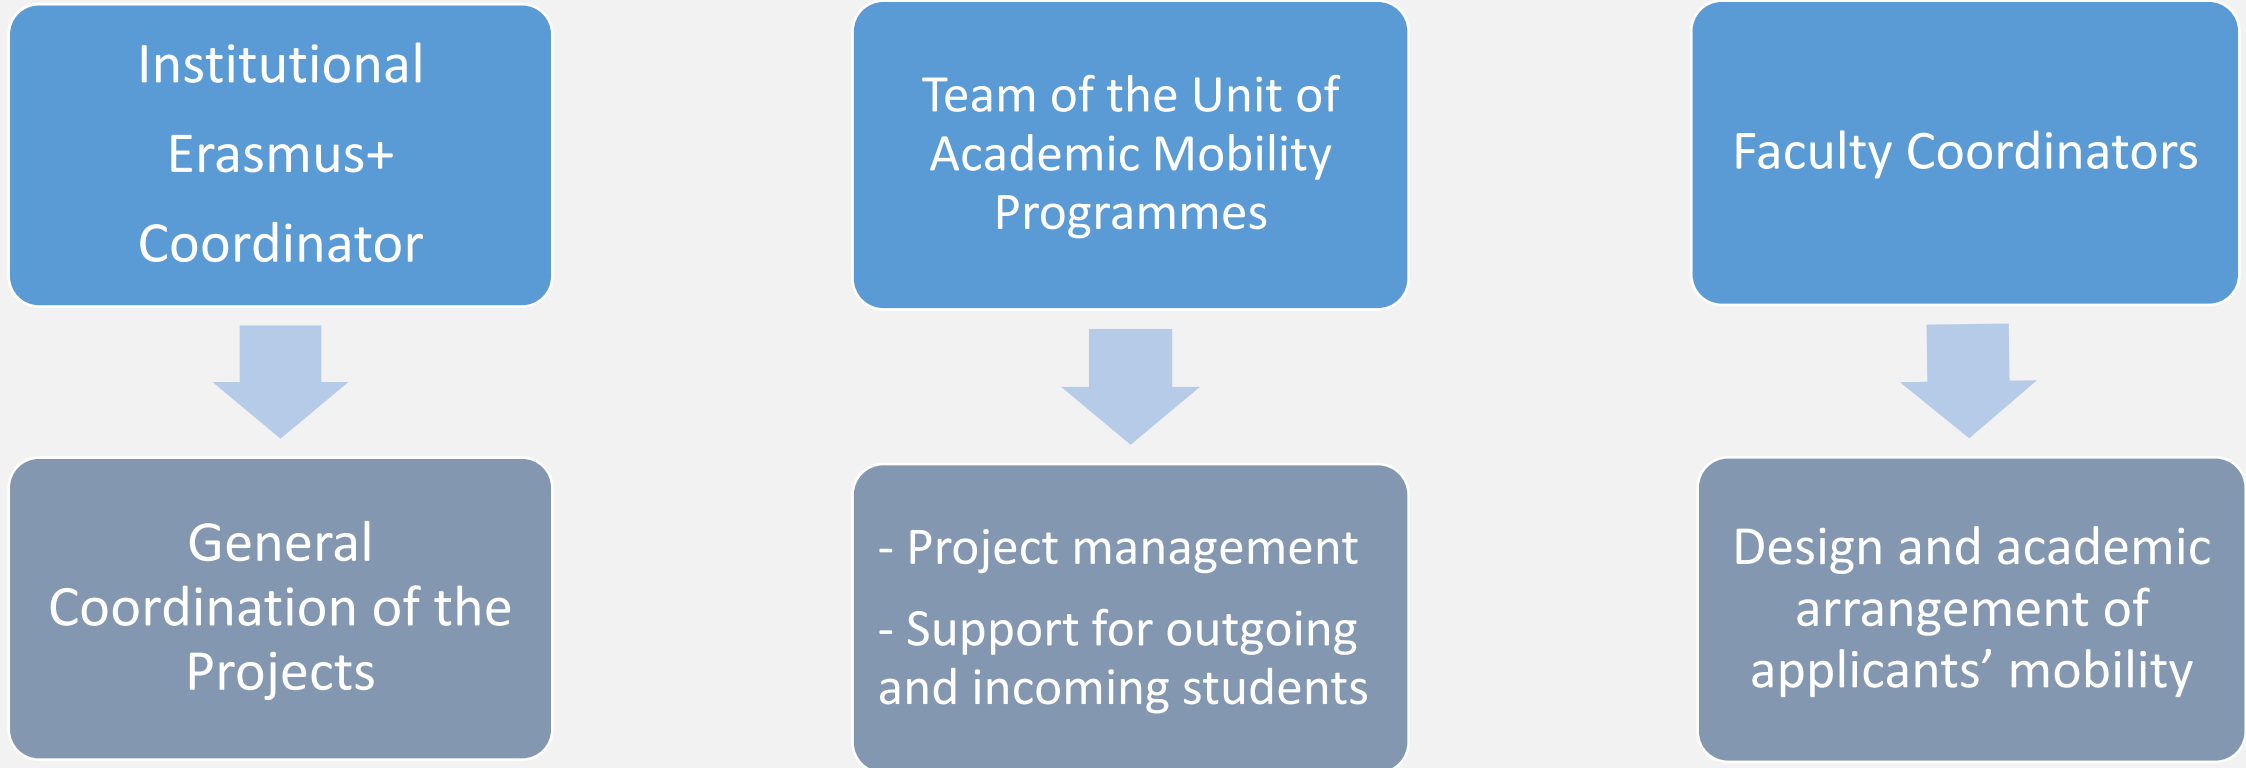 Institutional
Erasmus+
Coordinator
General
Coordination of the
Projects
Team of the Unit of
Academic Mobility
Programmes
- Project management
- Support for outgoing
and incoming students
Faculty Coordinators
Design and academic
arrangement of
applicants’ mobility